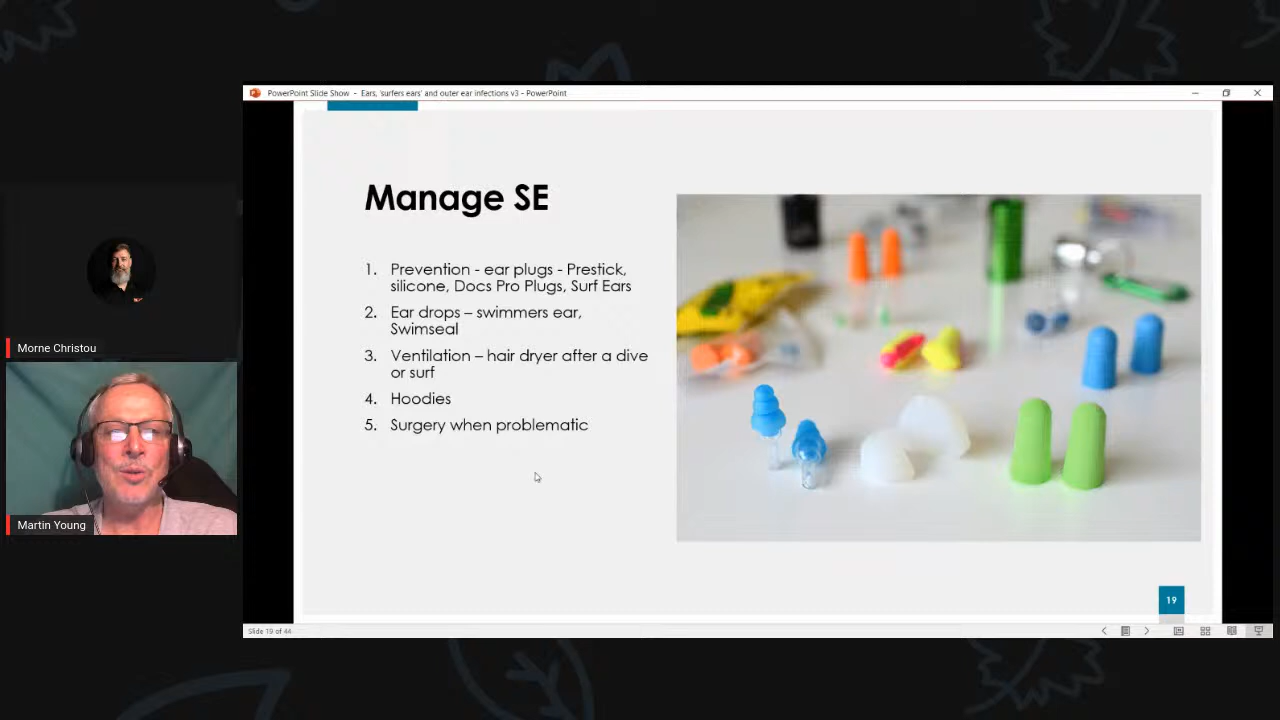 PowerPoint Slide Show - Ears, 'surfers ears' and outer ear infections v3 - PowerPoint
Manage SE
1. Prevention - ear plugs - Prestick,
silicone, Docs Pro Plugs, Surf Ears
2. Ear drops – swimmers ear,
Swimseal
3. Ventilation – hair dryer after a dive
or surf
4. Hoodies
5. Surgery when problematic
Morne Christou
Martin Young
19
Slide 19 of 44